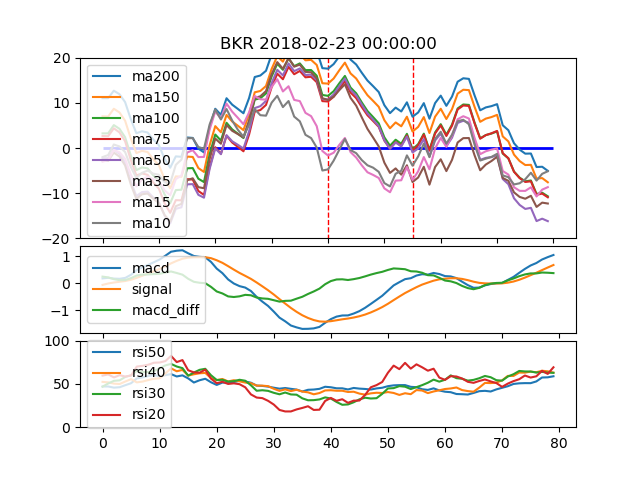 BKR 2018-02-23 00:00:00
20
10
0
−10
−20
ma200
ma150
ma100
ma75
ma50
ma35
ma15
ma10
1
0
−1
macd
signal
macd_diff
100
50
0
rsi50
rsi40
rsi30
rsi20
0 10 20 30 40 50 60 70 80